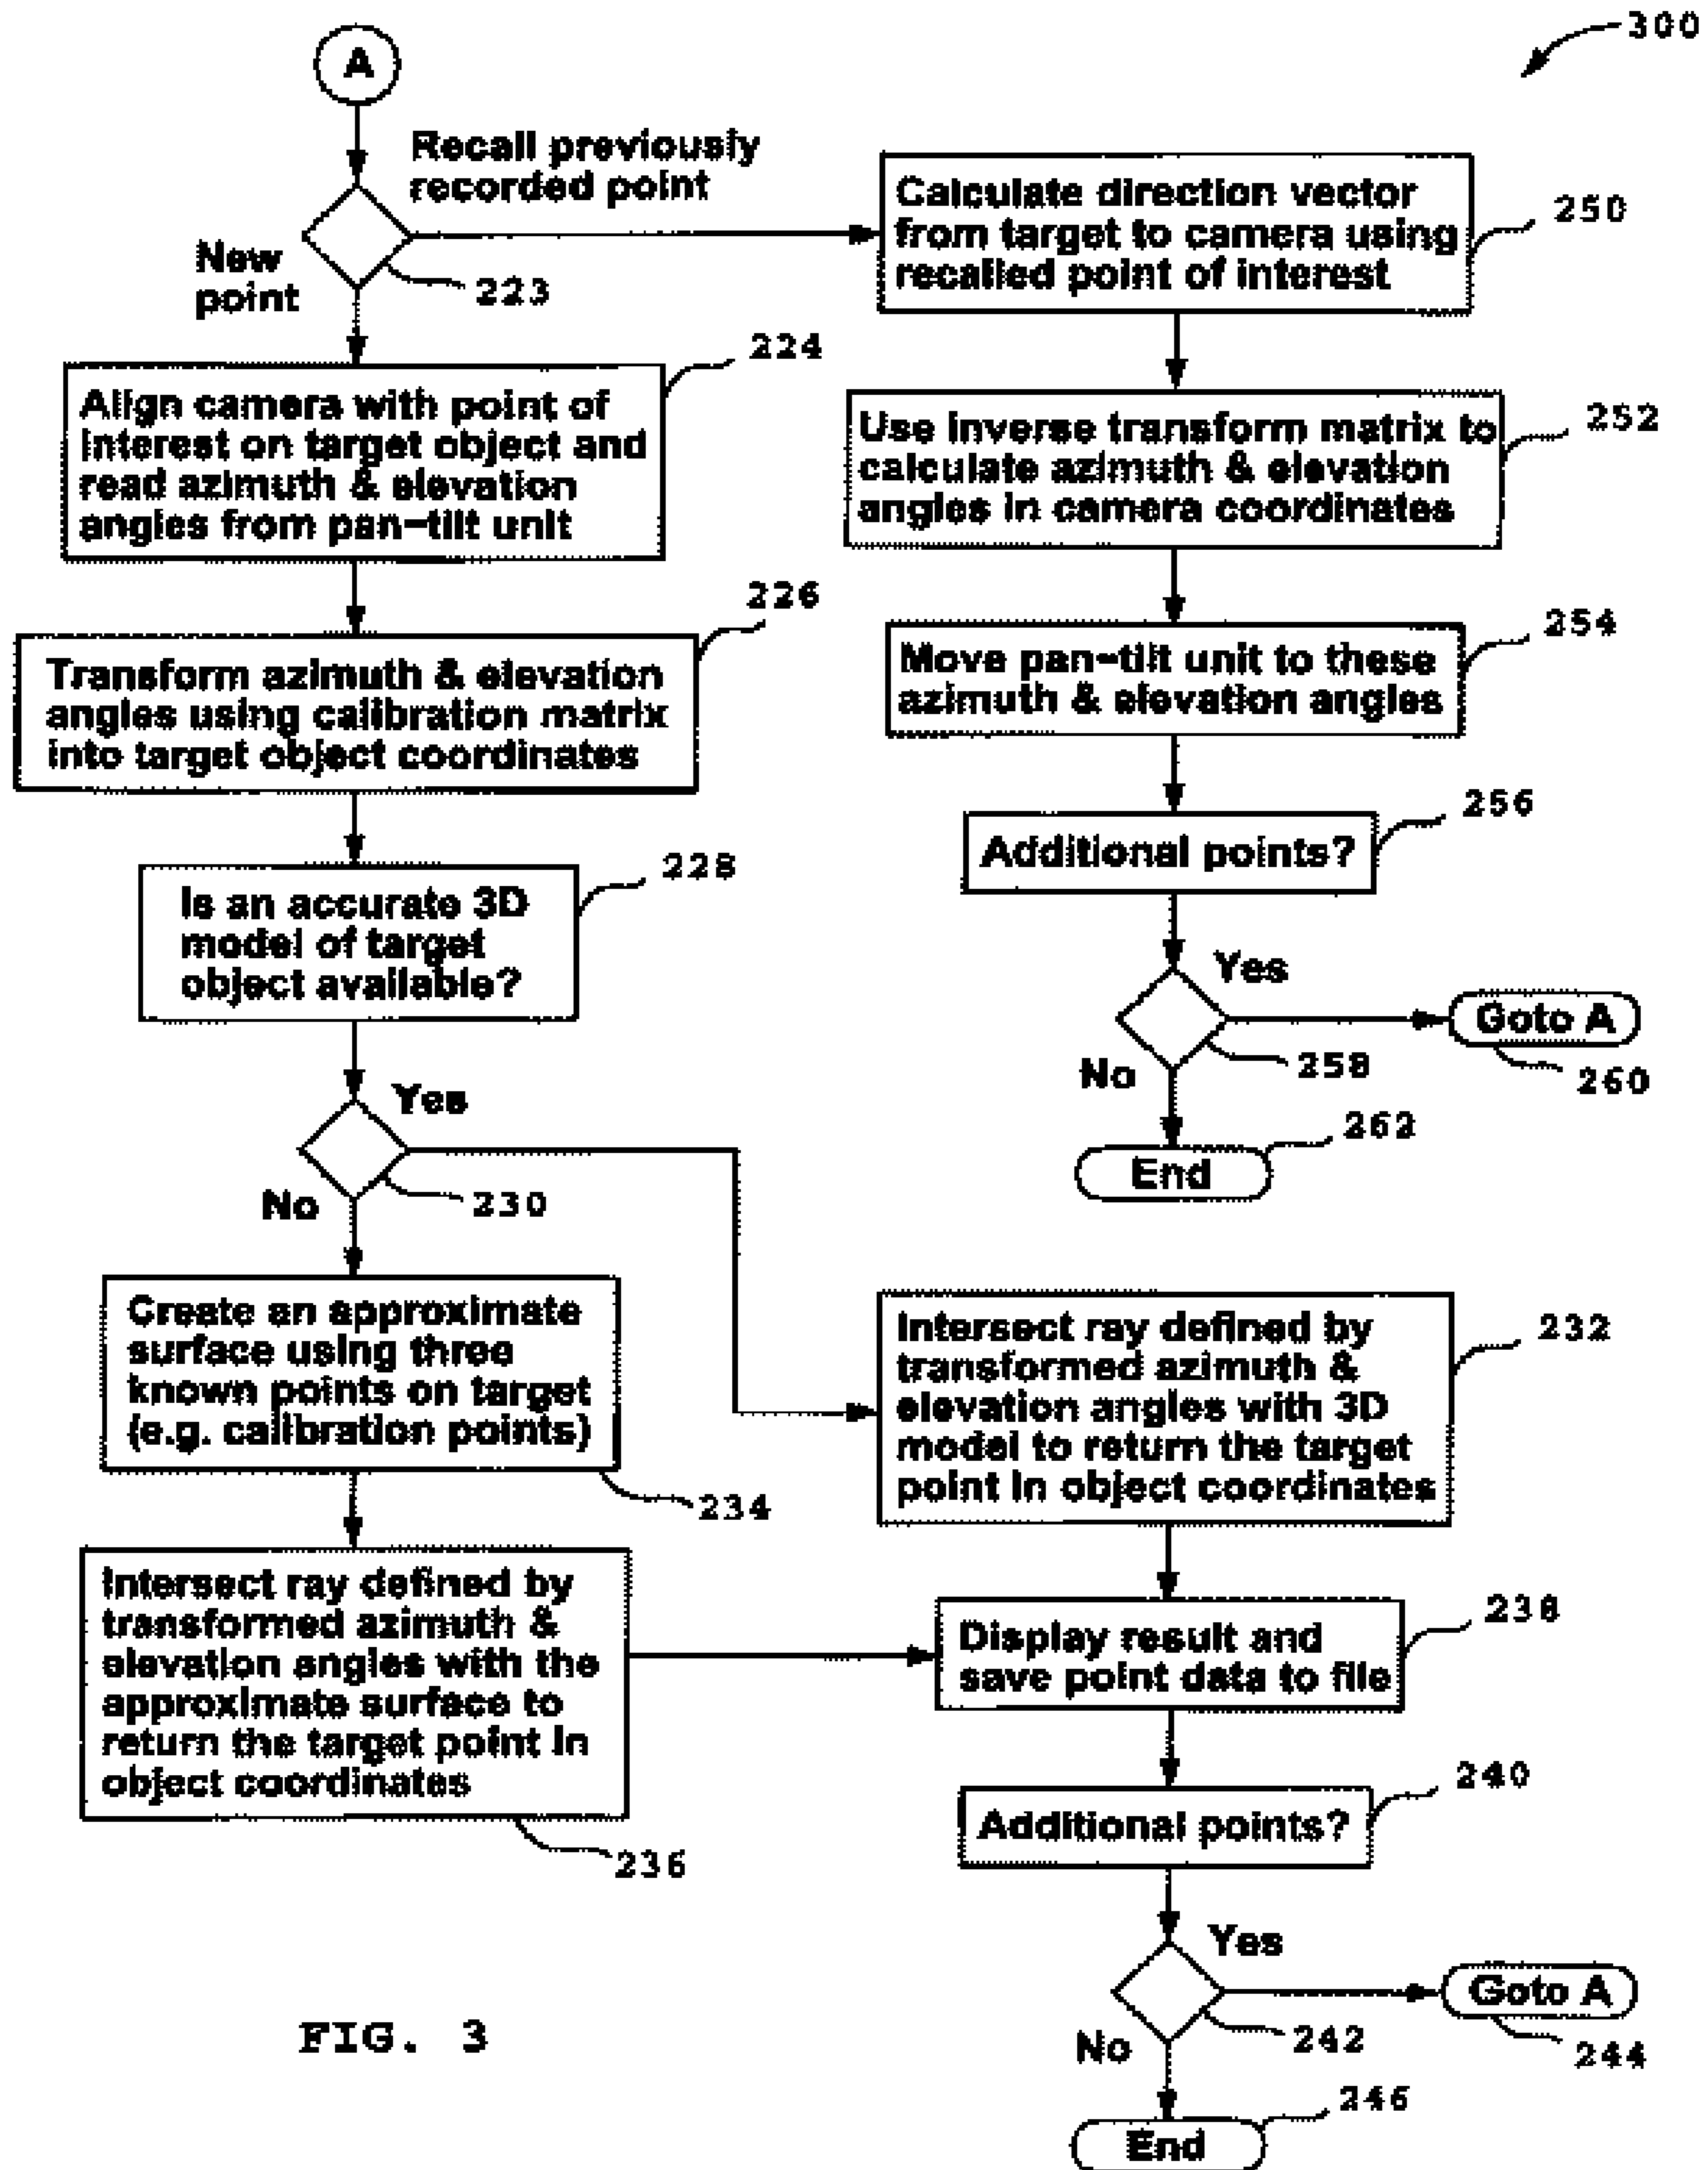 300
A
Recall previously
recorded point
New
point
223
Calculate direction vector
from target to camera using
recalled point of interest
250
224
Align camera with point of
interest on target object and
read azimuth & elevation
angles from pan-tilt unit
Use inverse transform matrix to
calculate azimuth & elevation
angles in camera coordinates
252
226
Transform azimuth & elevation
angles using calibration matrix
into target object coordinates
Move pan-tilt unit to these
azimuth & elevation angles
254
228
Is an accurate 3D
model of target
object available?
Additional points?
256
Yes
No
258
Goto A
260
End
262
Yes
No
230
Create an approximate
surface using three
known points on target
(e.g. calibration points)
234
Intersect ray defined by
transformed azimuth &
elevation angles with 3D
model to return the target
point in object coordinates
232
Intersect ray defined by
transformed azimuth &
elevation angles with the
approximate surface to
return the target point in
object coordinates
236
Display result and
save point data to file
238
Additional points?
240
Yes
No
242
Goto A
244
End
246
FIG. 3